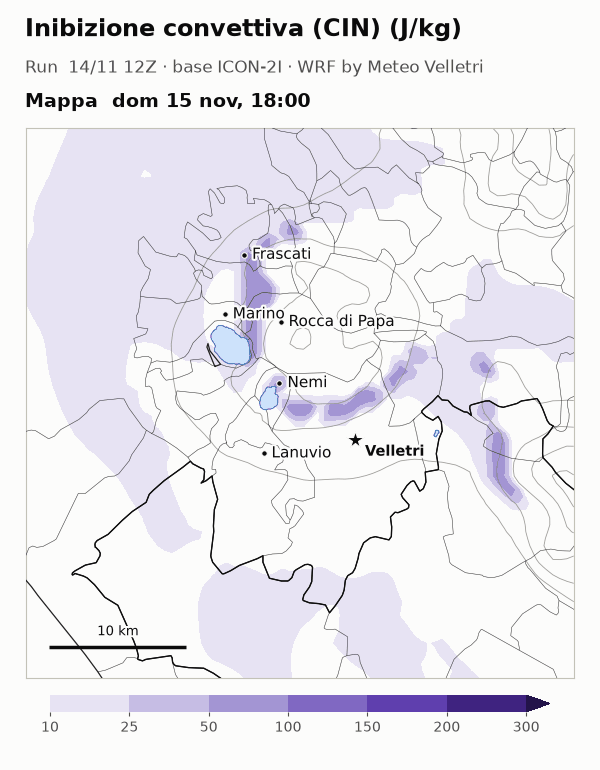 Inibizione convettiva (CIN) (J/kg)
Run  14/11 12Z · base ICON-2I · WRF by Meteo Velletri
Mappa  dom 15 nov, 18:00
Frascati
Marino
Rocca di Papa
Nemi
Velletri
Lanuvio
10 km
10 25 50 100 150 200 300